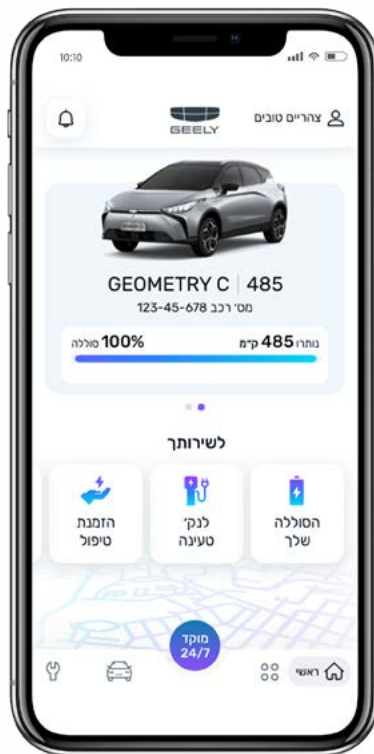 10:10
צהריים טובים
GEELY
GEOMETRY C | 485
מס׳ רכב 123-45-678
נותרו 485 ק״מ
100% סוללה
לשירותך
הסוללה
שלך
לנק׳
טעינה
הזמנת
טיפול
מוקד
24/7
ראשי